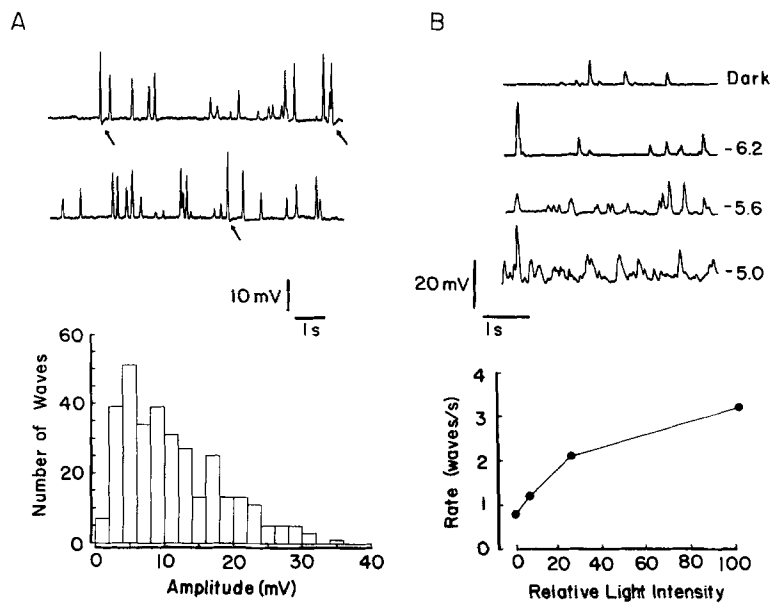 A
10 mV
1s
60
40
20
0
Number of Waves
0 10 20 30 40
Amplitude (mV)
B
Dark
-6.2
-5.6
-5.0
20 mV
1s
4
3
2
1
0
Rate (waves/s)
0 20 40 60 80 100
Relative Light Intensity